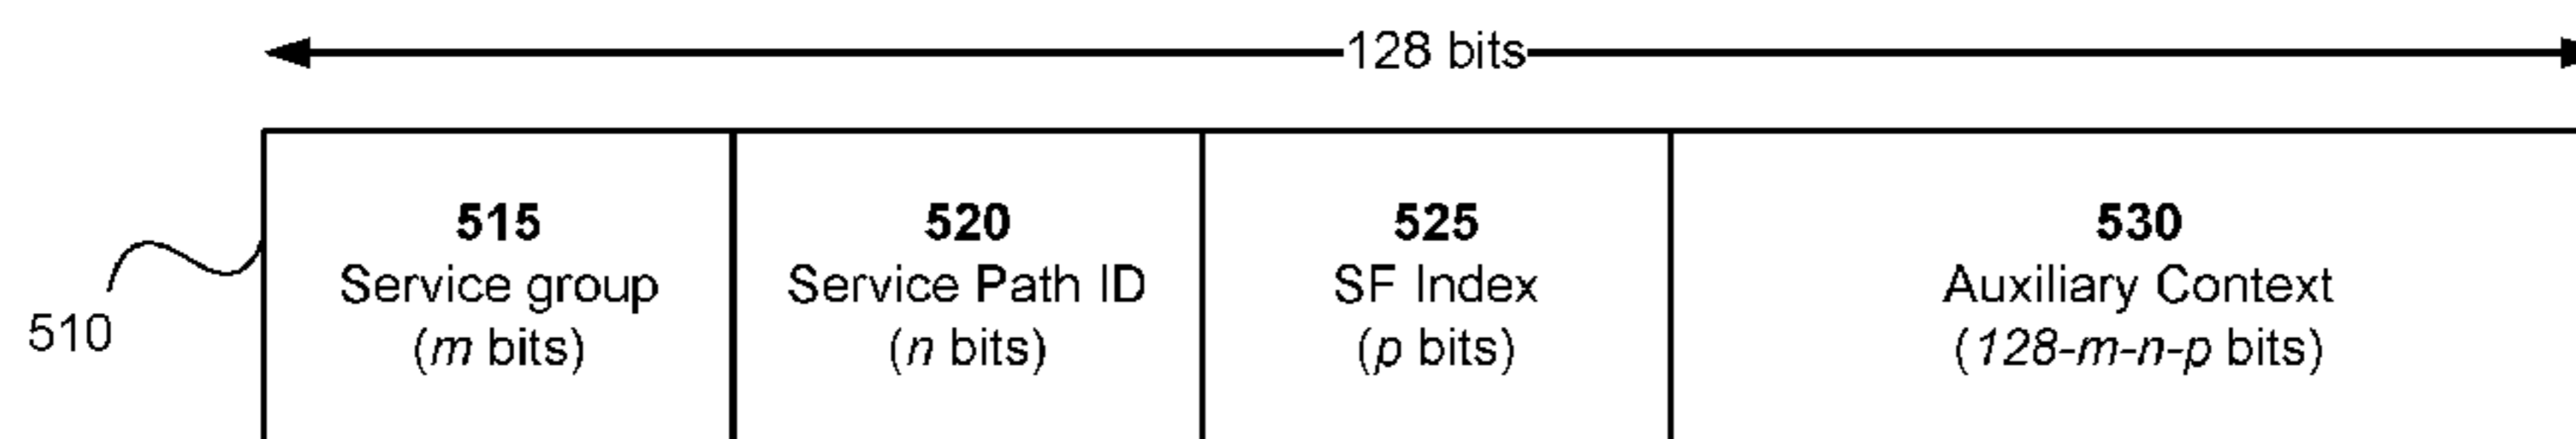 128 bits
515
Service group
(m bits)
520
Service Path ID
(n bits)
525
SF Index
(p bits)
530
Auxiliary Context
(128-m-n-p bits)
510